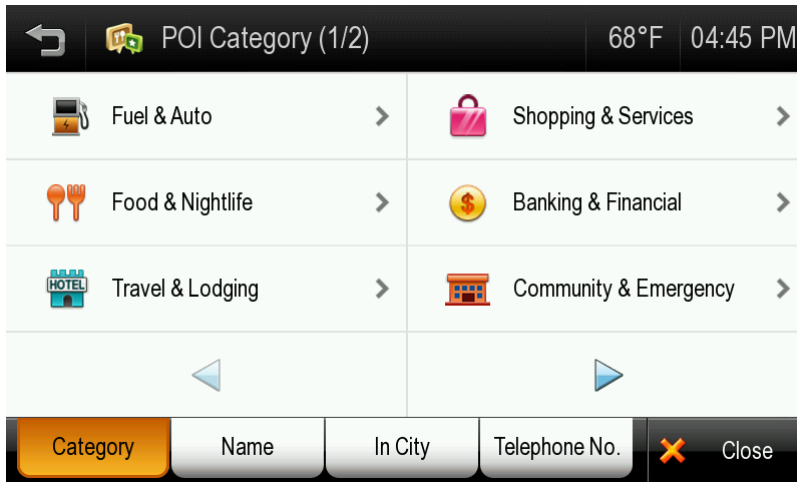 POI Category (1/2) 68°F 04:45 PM
Fuel & Auto
Shopping & Services
Food & Nightlife
Banking & Financial
HOTEL Travel & Lodging
Community & Emergency
Category Name In City Telephone No. Close